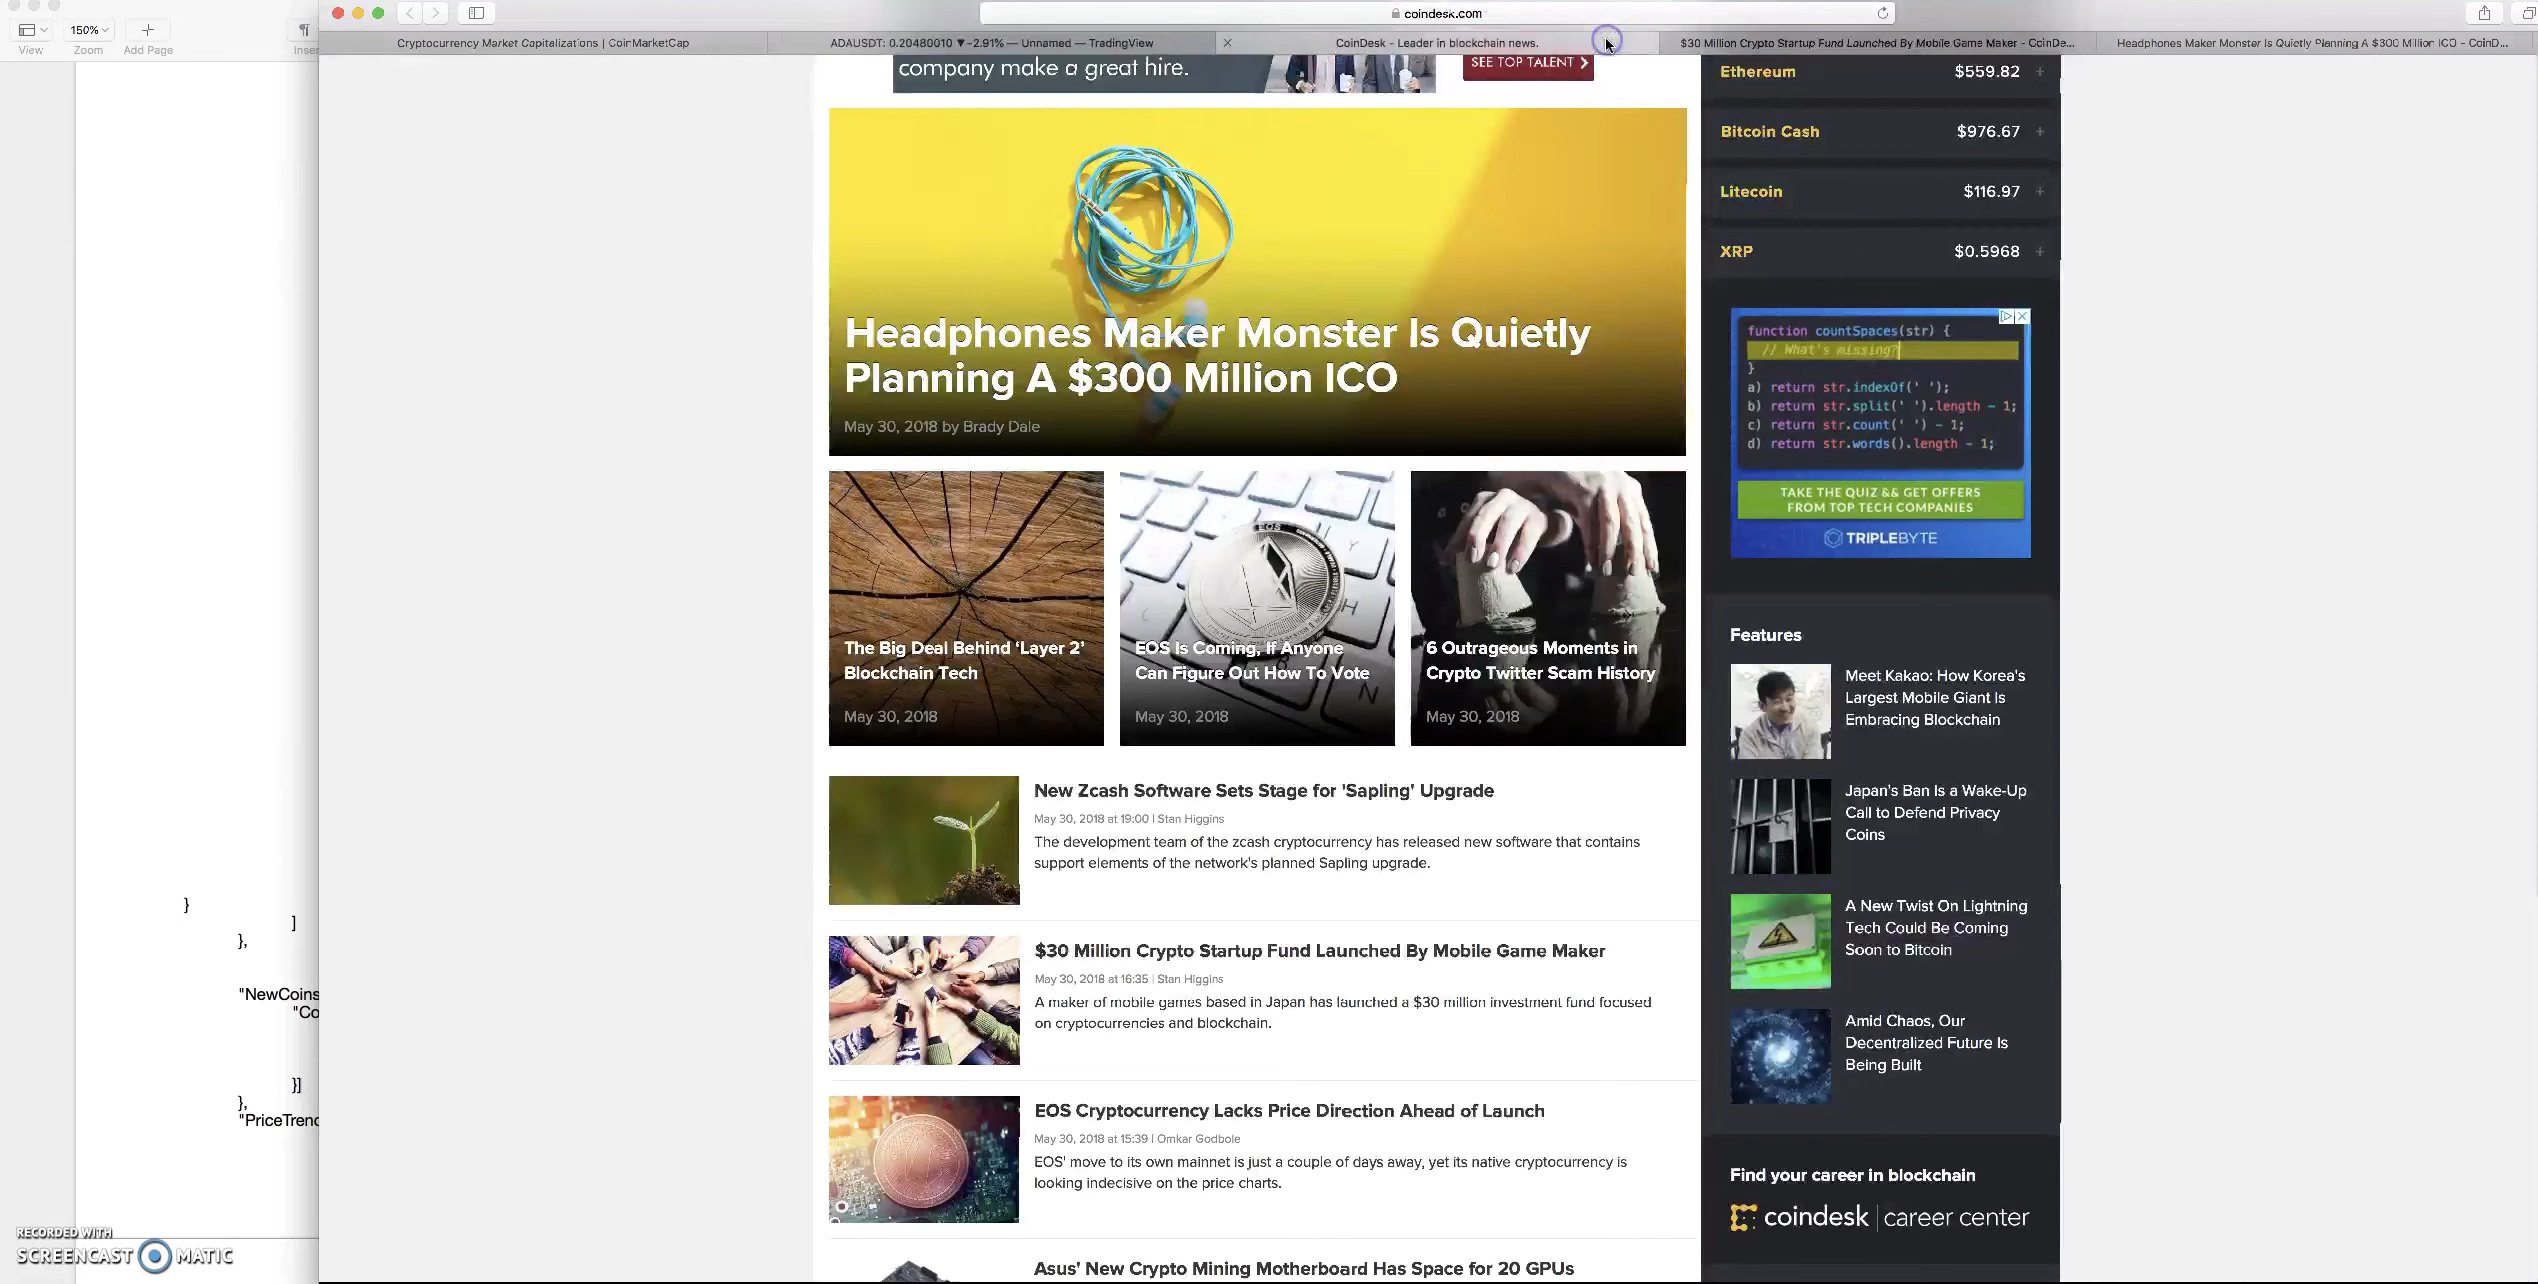 coindesk.com
150%
View
Zoom
Add Page
Inser
Cryptocurrency Market Capitalizations | CoinMarketCap
ADAUSDT: 0.20480010 ▼−2.91% — Unnamed — TradingView
CoinDesk - Leader in blockchain news.
$30 Million Crypto Startup Fund Launched By Mobile Game Maker - CoinDe...
Headphones Maker Monster Is Quietly Planning A $300 Million ICO - CoinD...
company make a great hire.
SEE TOP TALENT
Headphones Maker Monster Is Quietly
Planning A $300 Million ICO
May 30, 2018 by Brady Dale
The Big Deal Behind ‘Layer 2’
Blockchain Tech
May 30, 2018
EOS
EOS Is Coming, If Anyone
Can Figure Out How To Vote
May 30, 2018
6 Outrageous Moments in
Crypto Twitter Scam History
May 30, 2018
New Zcash Software Sets Stage for 'Sapling' Upgrade
May 30, 2018 at 19:00 | Stan Higgins
The development team of the zcash cryptocurrency has released new software that contains
support elements of the network's planned Sapling upgrade.
$30 Million Crypto Startup Fund Launched By Mobile Game Maker
May 30, 2018 at 16:35 | Stan Higgins
A maker of mobile games based in Japan has launched a $30 million investment fund focused
on cryptocurrencies and blockchain.
EOS Cryptocurrency Lacks Price Direction Ahead of Launch
May 30, 2018 at 15:39 | Omkar Godbole
EOS' move to its own mainnet is just a couple of days away, yet its native cryptocurrency is
looking indecisive on the price charts.
Asus' New Crypto Mining Motherboard Has Space for 20 GPUs
Ethereum $559.82 +
Bitcoin Cash $976.67 +
Litecoin $116.97 +
XRP $0.5968 +
function countSpaces(str) {
// What's missing?
}
a) return str.indexOf(' ');
b) return str.split(' ').length - 1;
c) return str.count(' ') - 1;
d) return str.words().length - 1;
TAKE THE QUIZ && GET OFFERS
FROM TOP TECH COMPANIES
TRIPLEBYTE
Features
Meet Kakao: How Korea's
Largest Mobile Giant Is
Embracing Blockchain
Japan's Ban Is a Wake-Up
Call to Defend Privacy
Coins
A New Twist On Lightning
Tech Could Be Coming
Soon to Bitcoin
Amid Chaos, Our
Decentralized Future Is
Being Built
Find your career in blockchain
coindesk | career center
}
]
},
"NewCoins
"Co
}]
},
"PriceTrend
RECORDED WITH
SCREENCAST MATIC